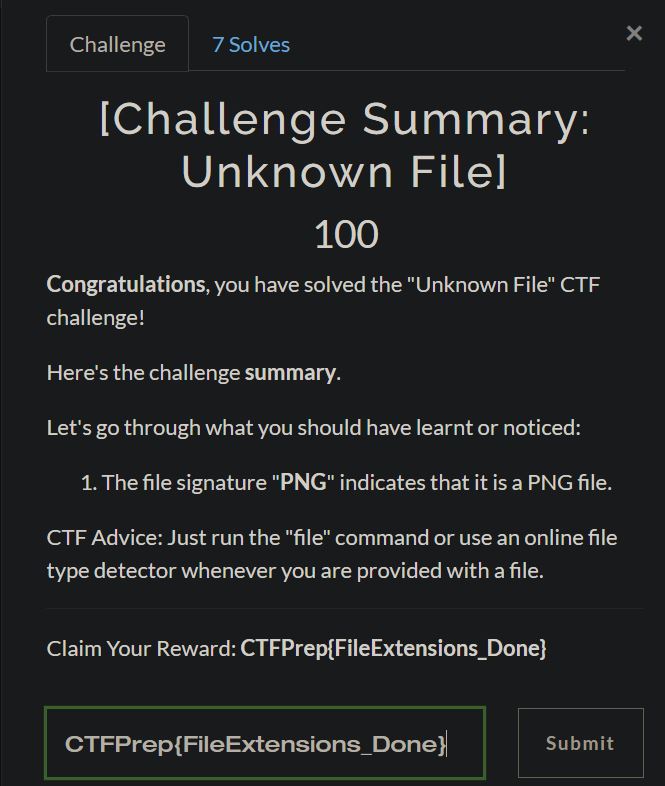 Challenge
7 Solves
×
[Challenge Summary:
Unknown File]
100
Congratulations, you have solved the "Unknown File" CTF
challenge!
Here's the challenge summary.
Let's go through what you should have learnt or noticed:
1. The file signature "PNG" indicates that it is a PNG file.
CTF Advice: Just run the "file" command or use an online file
type detector whenever you are provided with a file.
Claim Your Reward: CTFPrep{FileExtensions_Done}
CTFPrep{FileExtensions_Done}
Submit